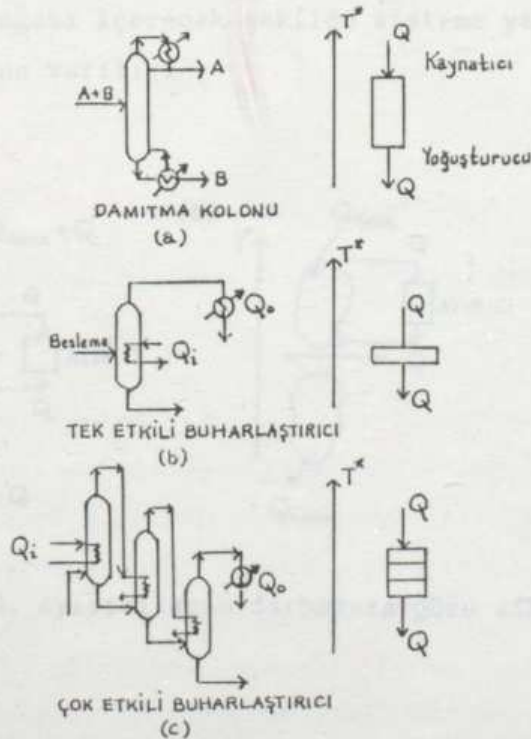 A+B
A
B
T*
Q
Kaynatıcı
Yoğuşturucu
Q
DAMITMA KOLONU
(a)
Besleme
Qi
Qo
T*
Q
Q
TEK ETKİLİ BUHARLAŞTIRICI
(b)
Qi
Qo
T*
Q
Q
ÇOK ETKİLİ BUHARLAŞTIRICI
(c)